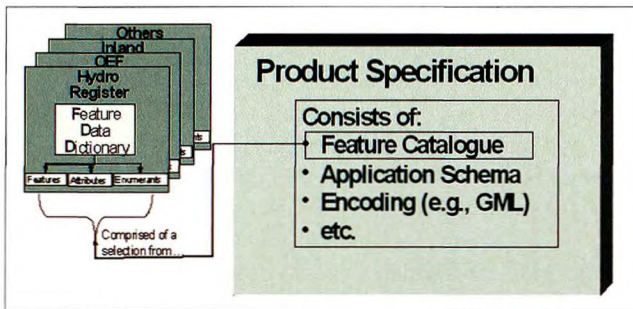 Others
Inland
OEF
Hydro
Register
Feature
Data
Dictionary
Features Attributes Enumerants
Comprised of a
selection from...
Product Specification
Consists of:
Feature Catalogue
• Application Schema
• Encoding (e.g., GML)
• etc.